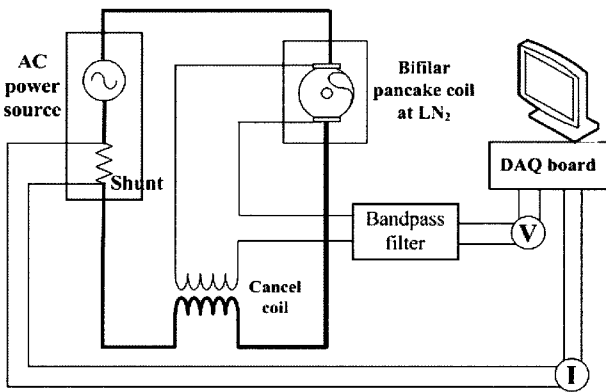 AC
power
source
Shunt
Bifilar
pancake coil
at LN₂
DAQ board
Bandpass
filter
V
Cancel
coil
I